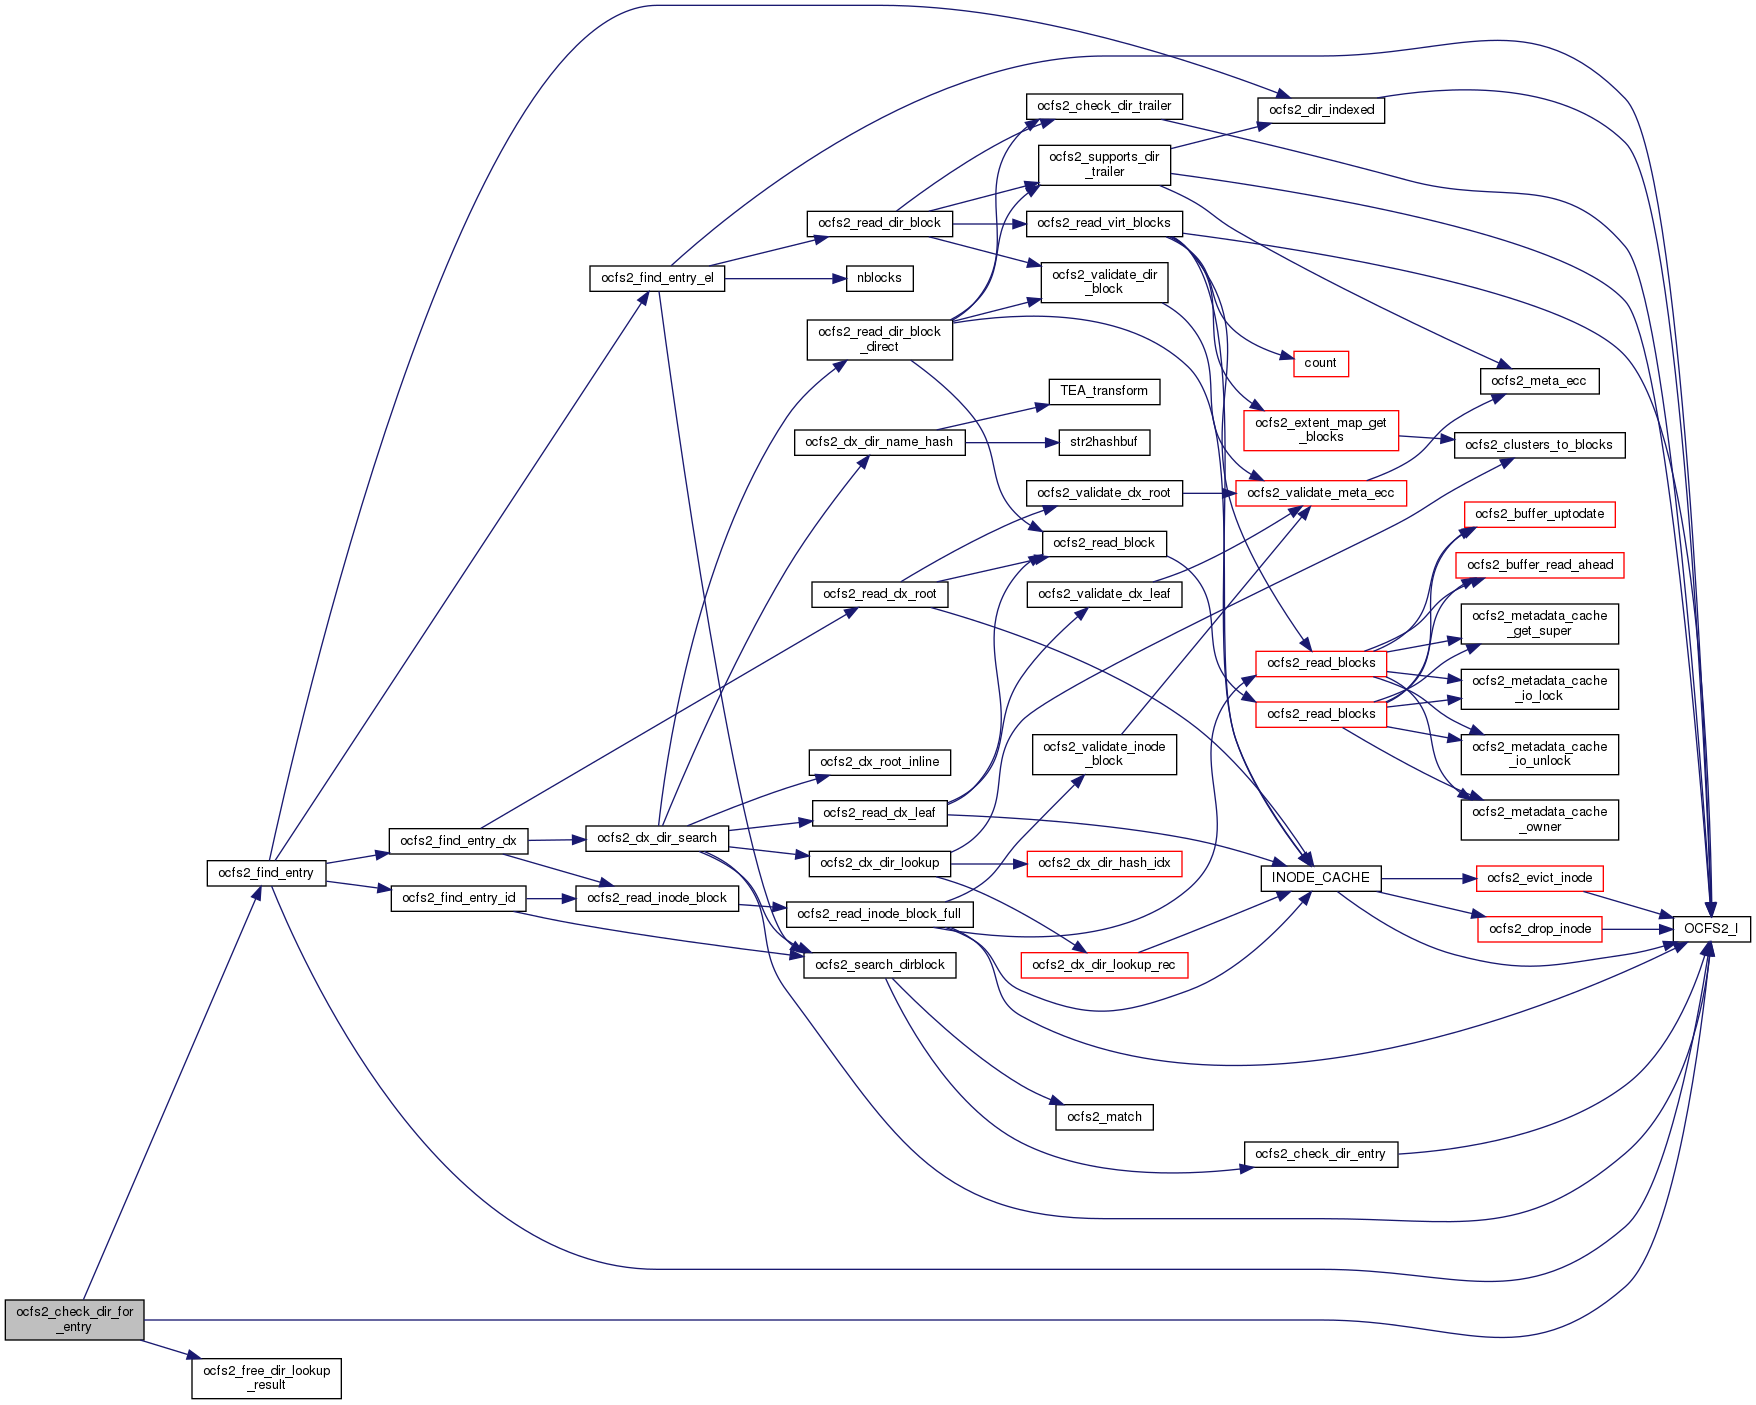 ocfs2_check_dir_for
_entry
ocfs2_free_dir_lookup
_result
ocfs2_find_entry
ocfs2_find_entry_dx
ocfs2_find_entry_id
ocfs2_find_entry_el
ocfs2_dx_dir_search
ocfs2_read_inode_block
ocfs2_read_dir_block
nblocks
ocfs2_read_dir_block
_direct
ocfs2_dx_dir_name_hash
ocfs2_read_dx_root
ocfs2_dx_root_inline
ocfs2_read_dx_leaf
ocfs2_dx_dir_lookup
ocfs2_read_inode_block_full
ocfs2_search_dirblock
ocfs2_check_dir_trailer
ocfs2_supports_dir
_trailer
ocfs2_read_virt_blocks
ocfs2_validate_dir
_block
TEA_transform
str2hashbuf
ocfs2_validate_dx_root
ocfs2_read_block
ocfs2_validate_dx_leaf
ocfs2_validate_inode
_block
ocfs2_dx_dir_hash_idx
ocfs2_dx_dir_lookup_rec
ocfs2_match
ocfs2_dir_indexed
count
ocfs2_extent_map_get
_blocks
ocfs2_validate_meta_ecc
ocfs2_read_blocks
ocfs2_read_blocks
INODE_CACHE
ocfs2_check_dir_entry
ocfs2_meta_ecc
ocfs2_clusters_to_blocks
ocfs2_buffer_uptodate
ocfs2_buffer_read_ahead
ocfs2_metadata_cache
_get_super
ocfs2_metadata_cache
_io_lock
ocfs2_metadata_cache
_io_unlock
ocfs2_metadata_cache
_owner
ocfs2_evict_inode
ocfs2_drop_inode
OCFS2_I